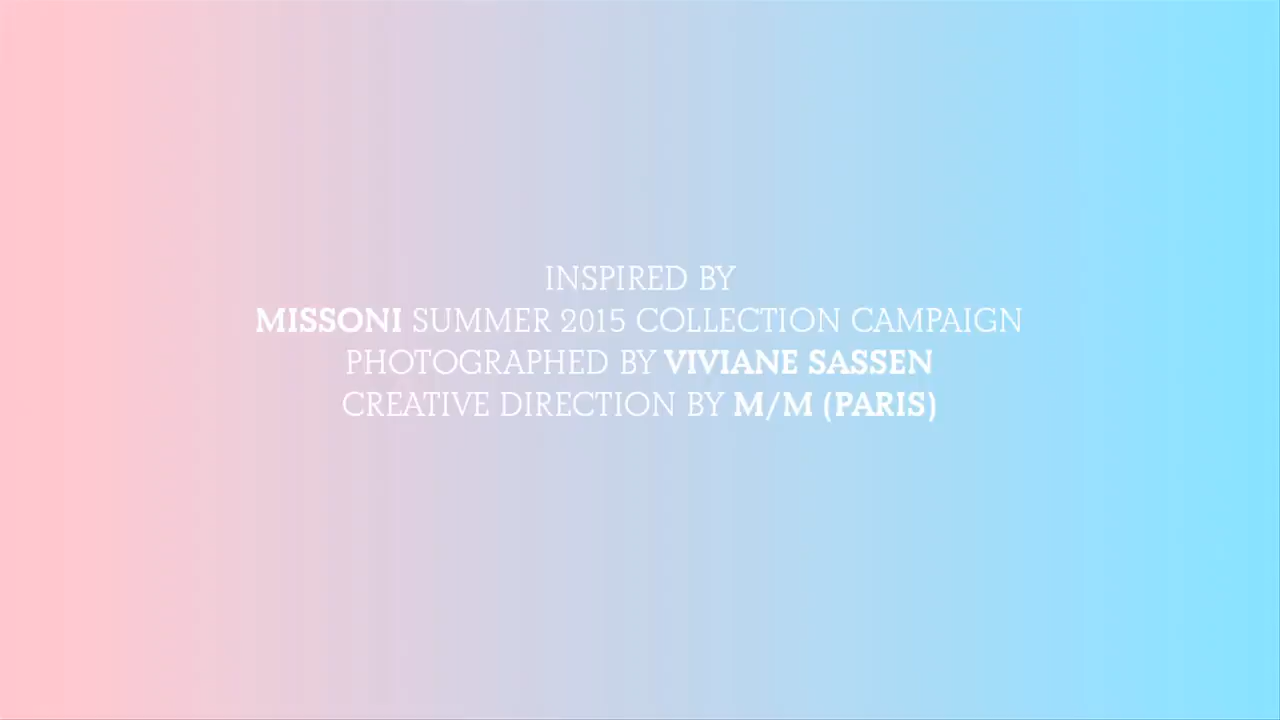 INSPIRED BY
MISSONI SUMMER 2015 COLLECTION CAMPAIGN
PHOTOGRAPHED BY VIVIANE SASSEN
CREATIVE DIRECTION BY M/M (PARIS)